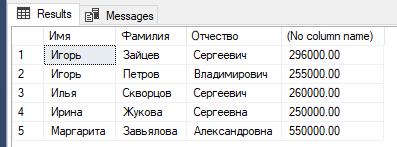 Results Messages
Имя Фамилия Отчество (No column name)
1 Игорь Зайцев Сергеевич 296000.00
2 Игорь Петров Владимирович 255000.00
3 Илья Скворцов Сергеевич 260000.00
4 Ирина Жукова Сергеевна 250000.00
5 Маргарита Завьялова Александровна 550000.00